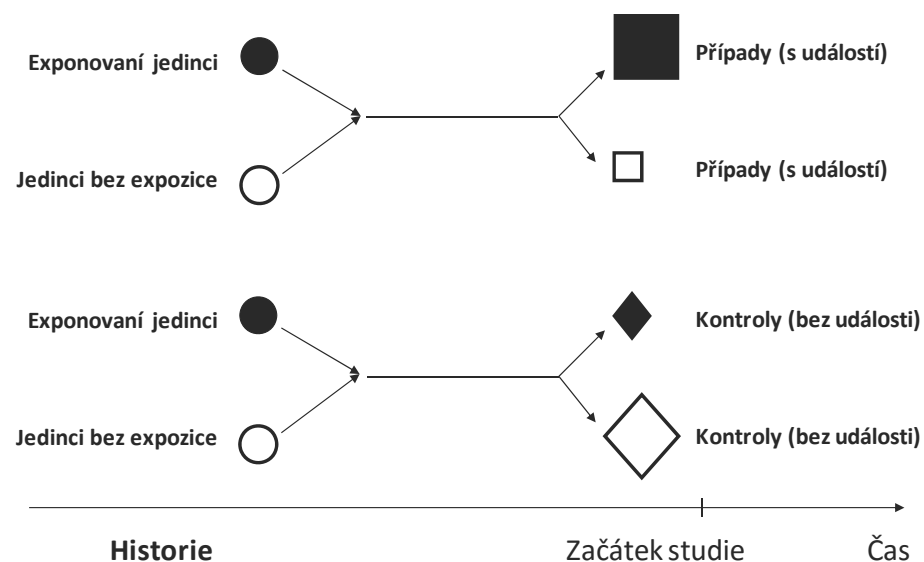 Exponovaní jedinci
Případy (s událostí)
Jedinci bez expozice
Případy (s událostí)
Exponovaní jedinci
Kontroly (bez události)
Jedinci bez expozice
Kontroly (bez události)
Historie
Začátek studie
Čas